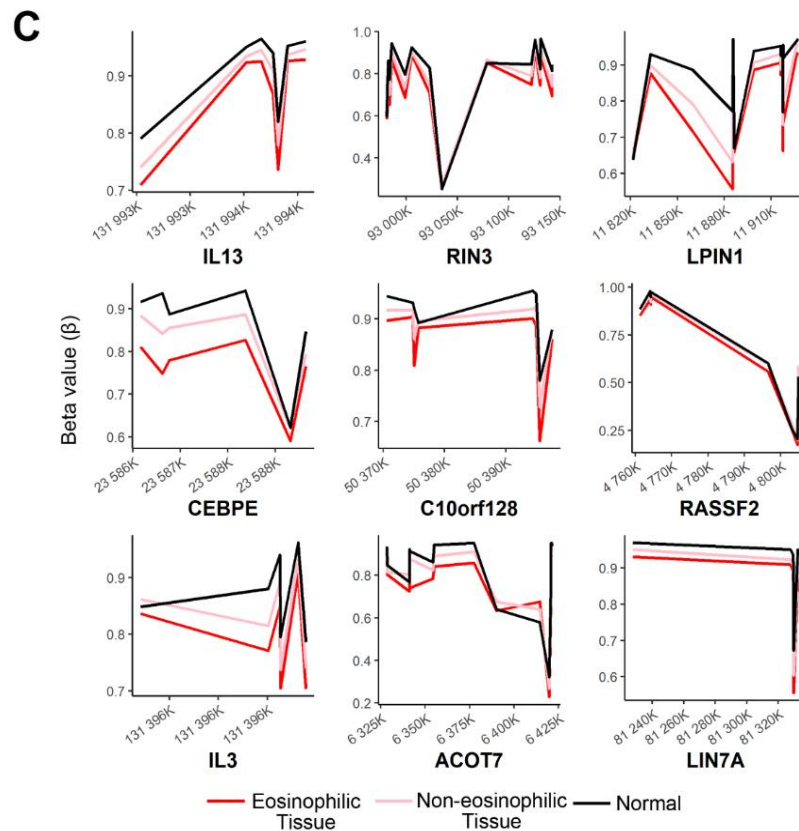 C
Beta value (β)
0.9
0.8
0.7
131 993K
131 993K
131 994K
131 994K
IL13
1.0
0.8
0.6
0.4
93 000K
93 050K
93 100K
93 150K
RIN3
0.9
0.8
0.7
0.6
11 820K
11 850K
11 880K
11 910K
LPIN1
0.9
0.8
0.7
0.6
23 586K
23 587K
23 588K
23 588K
CEBPE
0.9
0.8
0.7
50 370K
50 380K
50 390K
C10orf128
1.00
0.75
0.50
0.25
4 760K
4 770K
4 780K
4 790K
4 800K
RASSF2
0.9
0.8
0.7
131 396K
131 396K
131 396K
IL3
0.8
0.6
0.4
0.2
6 325K
6 350K
6 375K
6 400K
6 425K
ACOT7
0.9
0.8
0.7
0.6
81 240K
81 260K
81 280K
81 300K
81 320K
LIN7A
Eosinophilic Tissue
Non-eosinophilic Tissue
Normal